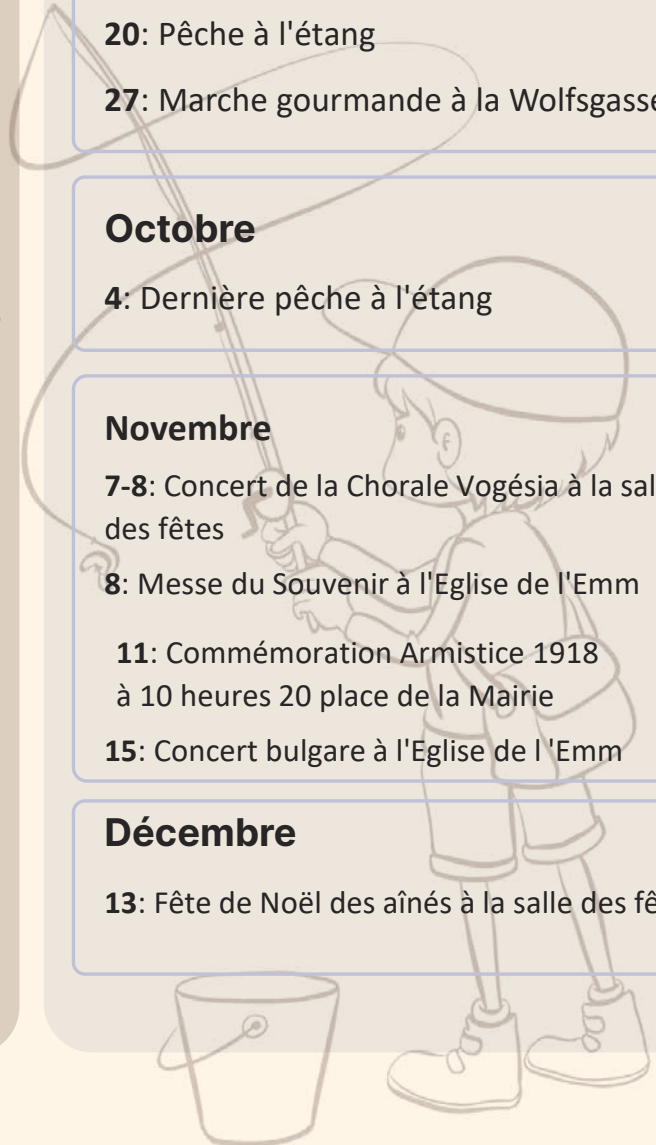 20: Pêche à l'étang
27: Marche gourmande à la Wolfsgasse
Octobre
4: Dernière pêche à l'étang
Novembre
7-8: Concert de la Chorale Vogésia à la sal
des fêtes
8: Messe du Souvenir à l'Eglise de l'Emm
11: Commémoration Armistice 1918
à 10 heures 20 place de la Mairie
15: Concert bulgare à l'Eglise de l 'Emm
Décembre
13: Fête de Noël des aînés à la salle des fê